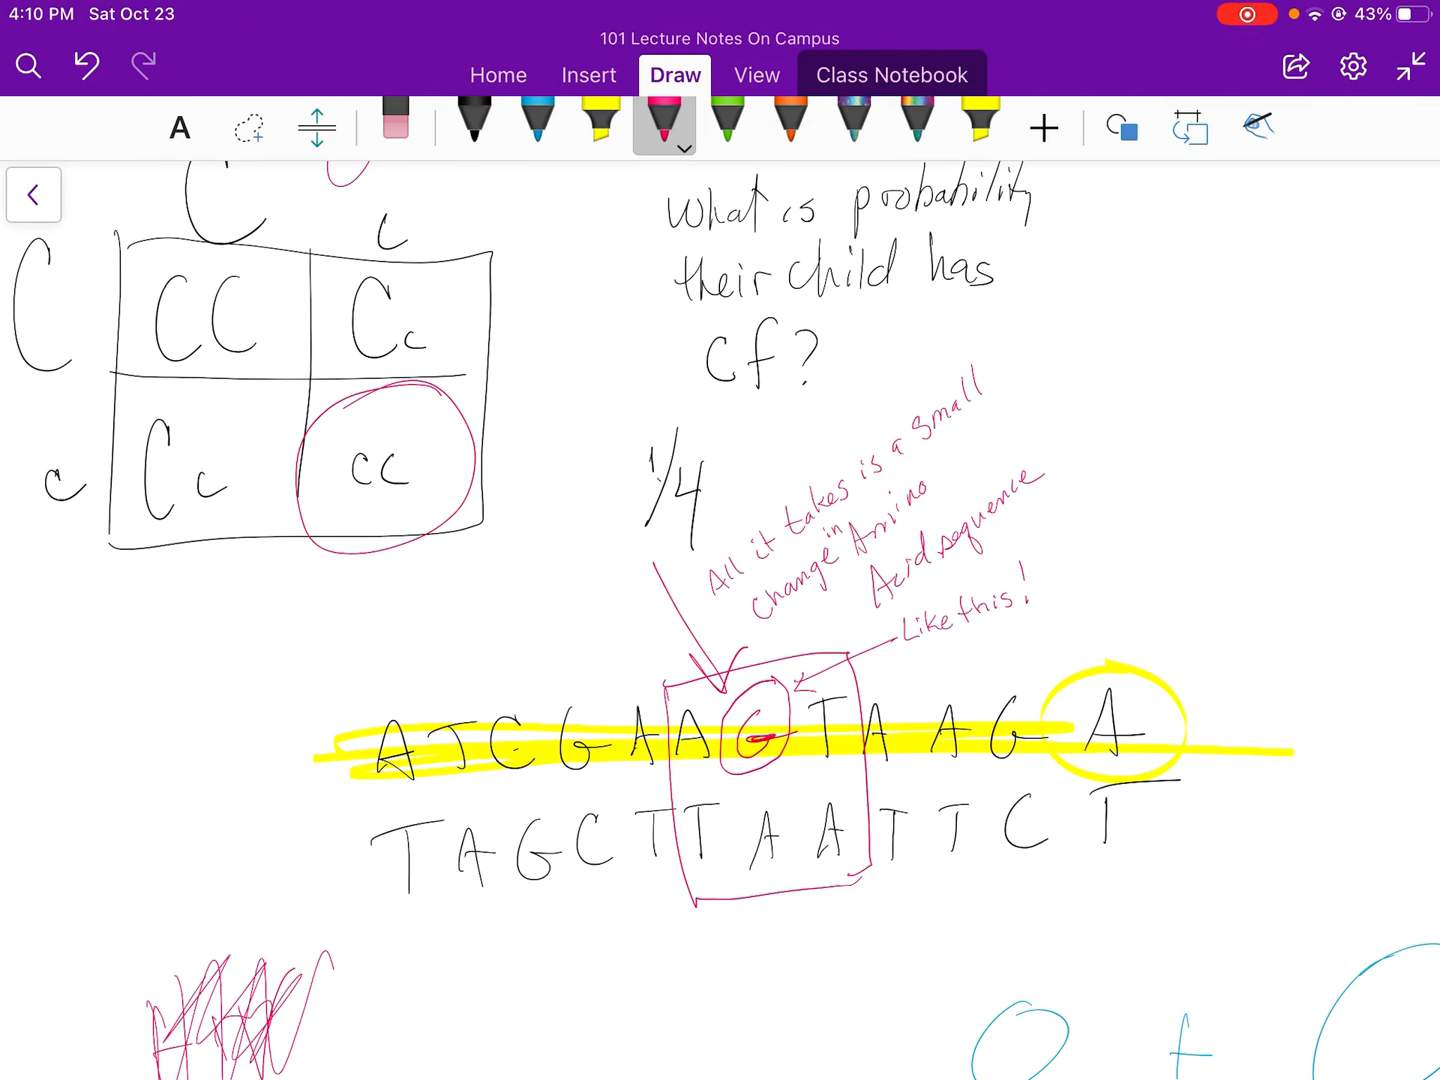 4:10 PM Sat Oct 23
43%
101 Lecture Notes On Campus
Home Insert Draw View Class Notebook
A
C
c
C CC Cc
c Cc cc
What is probability
their child has
cf?
1/4
All it takes is a small
change in Amino
Acid sequence
Like this!
ATCGAAGTAAGA
TAGCTTAATTCT
O +